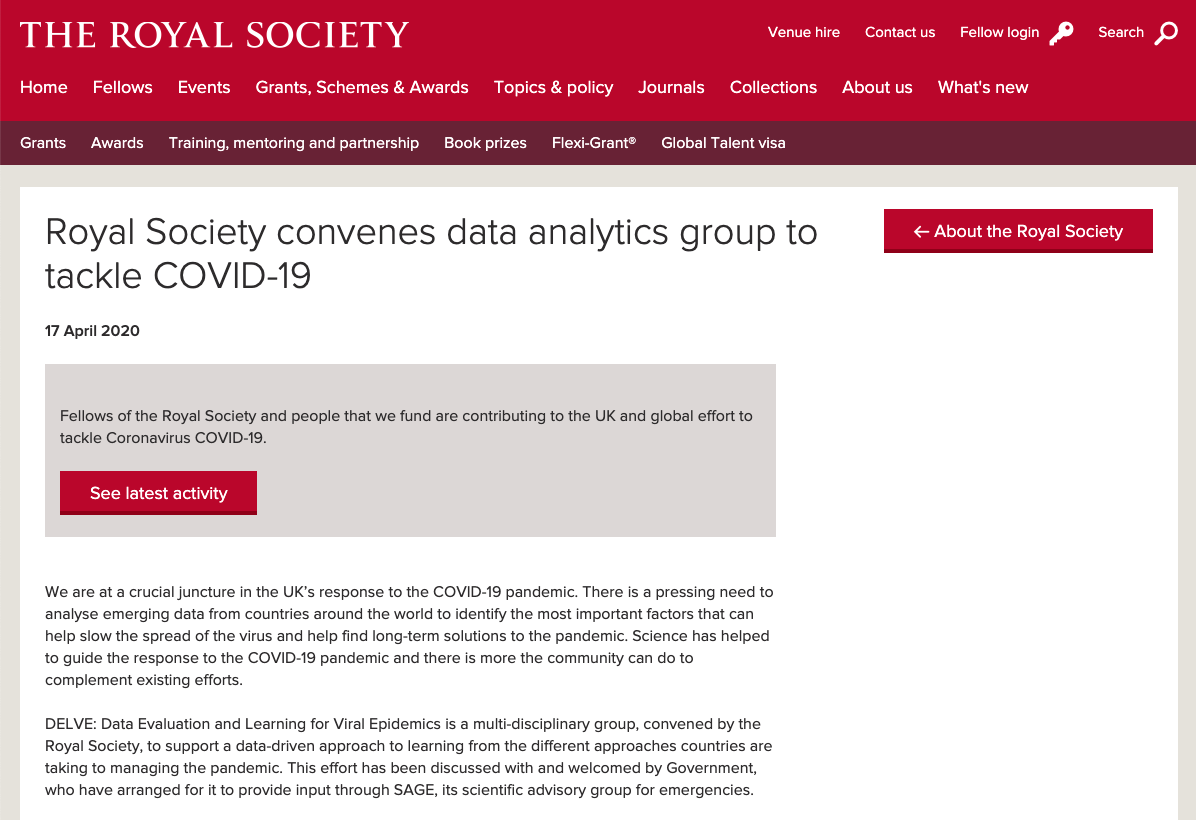 THE ROYAL SOCIETY
Venue hire Contact us Fellow login Search
Home Fellows Events Grants, Schemes & Awards Topics & policy Journals Collections About us What's new
Grants Awards Training, mentoring and partnership Book prizes Flexi-Grant® Global Talent visa
Royal Society convenes data analytics group to
tackle COVID-19
← About the Royal Society
17 April 2020
Fellows of the Royal Society and people that we fund are contributing to the UK and global effort to
tackle Coronavirus COVID-19.
See latest activity
We are at a crucial juncture in the UK’s response to the COVID-19 pandemic. There is a pressing need to
analyse emerging data from countries around the world to identify the most important factors that can
help slow the spread of the virus and help find long-term solutions to the pandemic. Science has helped
to guide the response to the COVID-19 pandemic and there is more the community can do to
complement existing efforts.
DELVE: Data Evaluation and Learning for Viral Epidemics is a multi-disciplinary group, convened by the
Royal Society, to support a data-driven approach to learning from the different approaches countries are
taking to managing the pandemic. This effort has been discussed with and welcomed by Government,
who have arranged for it to provide input through SAGE, its scientific advisory group for emergencies.